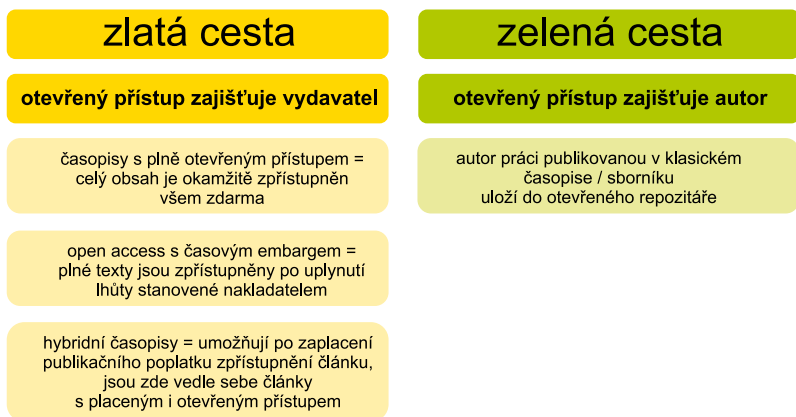 zlatá cesta
otevřený přístup zajišťuje vydavatel
časopisy s plně otevřeným přístupem =
celý obsah je okamžitě zpřístupněn
všem zdarma
open access s časovým embargem =
plné texty jsou zpřístupněny po uplynutí
lhůty stanovené nakladatelem
hybridní časopisy = umožňují po zaplacení
publikačního poplatku zpřístupnění článku,
jsou zde vedle sebe články
s placeným i otevřeným přístupem
zelená cesta
otevřený přístup zajišťuje autor
autor práci publikovanou v klasickém
časopise / sborníku
uloží do otevřeného repozitáře